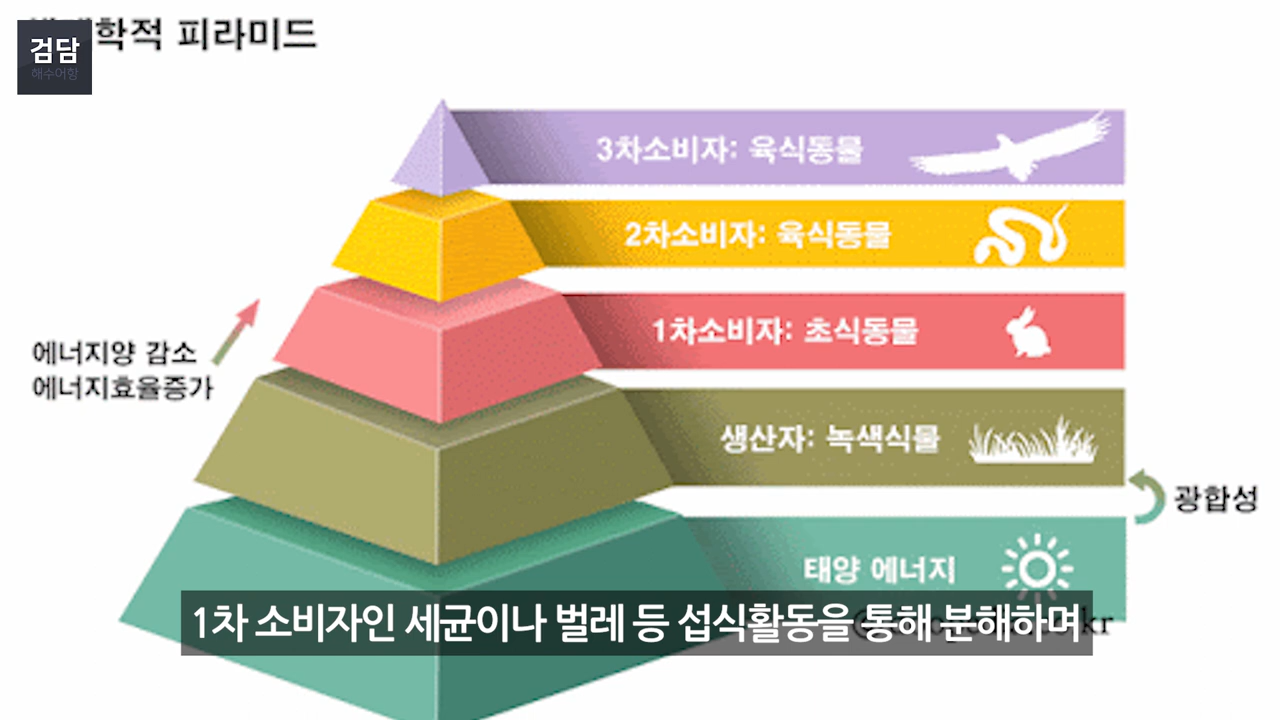 학적 피라미드
검담
해수어항
3차소비자: 육식동물
2차소비자: 육식동물
1차소비자: 초식동물
에너지양 감소
에너지효율증가
생산자: 녹색식물
광합성
태양 에너지
1차 소비자인 세균이나 벌레 등 섭식활동을 통해 분해하며